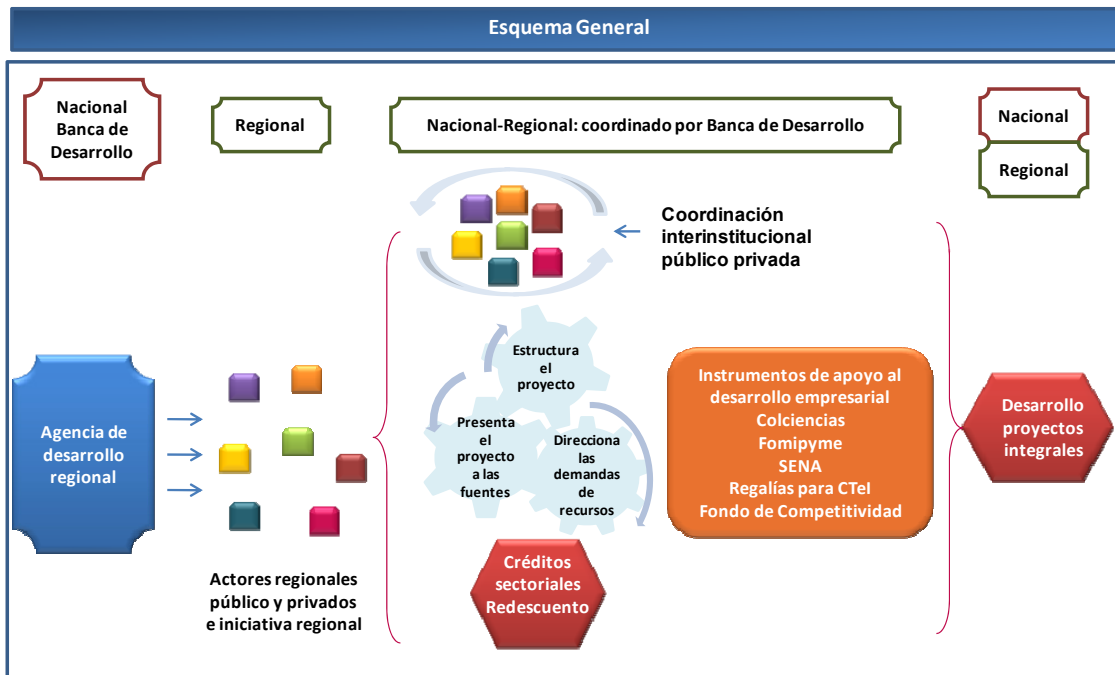 Esquema General
Nacional
Banca de
Desarrollo
Regional
Nacional-Regional: coordinado por Banca de Desarrollo
Nacional
Regional
Coordinación
interinstitucional
público privada
Agencia de
desarrollo
regional
Actores regionales
público y privados
e iniciativa regional
Estructura
el
proyecto
Presenta
el
proyecto
a las
fuentes
Direcciona
las
demandas
de
recursos
Créditos
sectoriales
Redescuento
Instrumentos de apoyo al
desarrollo empresarial
Colciencias
Fomipyme
SENA
Regalías para CTeI
Fondo de Competitividad
Desarrollo
proyectos
integrales